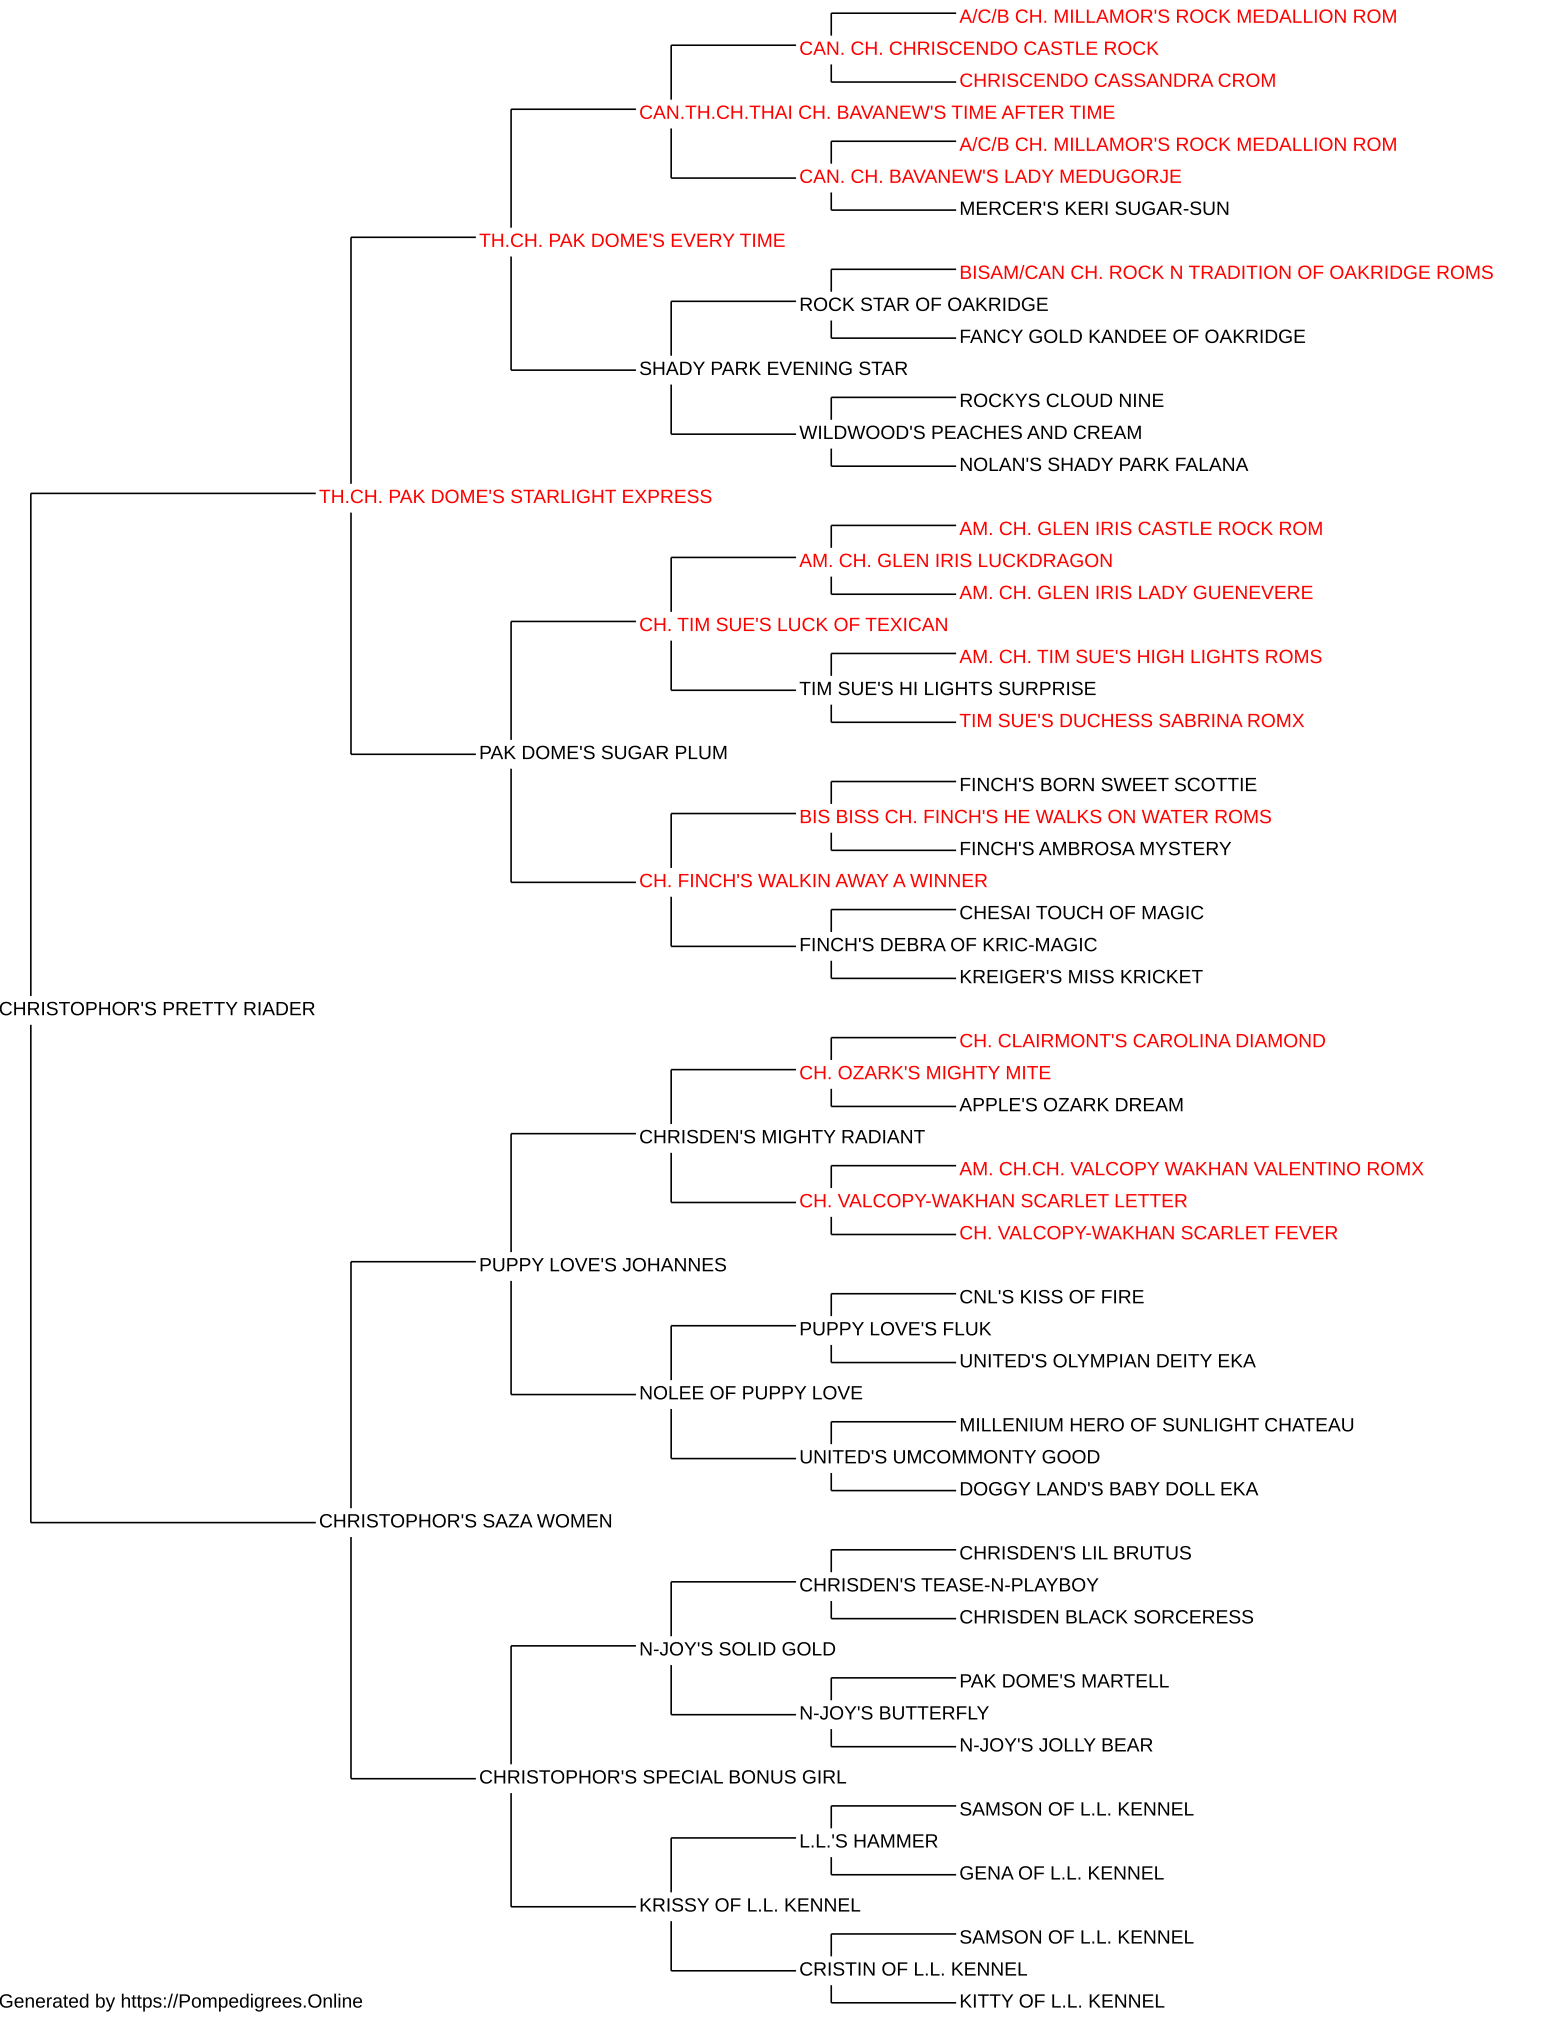 A/C/B CH. MILLAMOR'S ROCK MEDALLION ROM
CAN. CH. CHRISCENDO CASTLE ROCK
CHRISCENDO CASSANDRA CROM
CAN.TH.CH.THAI CH. BAVANEW'S TIME AFTER TIME
A/C/B CH. MILLAMOR'S ROCK MEDALLION ROM
CAN. CH. BAVANEW'S LADY MEDUGORJE
MERCER'S KERI SUGAR-SUN
TH.CH. PAK DOME'S EVERY TIME
BISAM/CAN CH. ROCK N TRADITION OF OAKRIDGE ROMS
ROCK STAR OF OAKRIDGE
FANCY GOLD KANDEE OF OAKRIDGE
SHADY PARK EVENING STAR
ROCKYS CLOUD NINE
WILDWOOD'S PEACHES AND CREAM
NOLAN'S SHADY PARK FALANA
TH.CH. PAK DOME'S STARLIGHT EXPRESS
AM. CH. GLEN IRIS CASTLE ROCK ROM
AM. CH. GLEN IRIS LUCKDRAGON
AM. CH. GLEN IRIS LADY GUENEVERE
CH. TIM SUE'S LUCK OF TEXICAN
AM. CH. TIM SUE'S HIGH LIGHTS ROMS
TIM SUE'S HI LIGHTS SURPRISE
TIM SUE'S DUCHESS SABRINA ROMX
PAK DOME'S SUGAR PLUM
FINCH'S BORN SWEET SCOTTIE
BIS BISS CH. FINCH'S HE WALKS ON WATER ROMS
FINCH'S AMBROSA MYSTERY
CH. FINCH'S WALKIN AWAY A WINNER
CHESAI TOUCH OF MAGIC
FINCH'S DEBRA OF KRIC-MAGIC
KREIGER'S MISS KRICKET
CHRISTOPHOR'S PRETTY RIADER
CH. CLAIRMONT'S CAROLINA DIAMOND
CH. OZARK'S MIGHTY MITE
APPLE'S OZARK DREAM
CHRISDEN'S MIGHTY RADIANT
AM. CH.CH. VALCOPY WAKHAN VALENTINO ROMX
CH. VALCOPY-WAKHAN SCARLET LETTER
CH. VALCOPY-WAKHAN SCARLET FEVER
PUPPY LOVE'S JOHANNES
CNL'S KISS OF FIRE
PUPPY LOVE'S FLUK
UNITED'S OLYMPIAN DEITY EKA
NOLEE OF PUPPY LOVE
MILLENIUM HERO OF SUNLIGHT CHATEAU
UNITED'S UMCOMMONTY GOOD
DOGGY LAND'S BABY DOLL EKA
CHRISTOPHOR'S SAZA WOMEN
CHRISDEN'S LIL BRUTUS
CHRISDEN'S TEASE-N-PLAYBOY
CHRISDEN BLACK SORCERESS
N-JOY'S SOLID GOLD
PAK DOME'S MARTELL
N-JOY'S BUTTERFLY
N-JOY'S JOLLY BEAR
CHRISTOPHOR'S SPECIAL BONUS GIRL
SAMSON OF L.L. KENNEL
L.L.'S HAMMER
GENA OF L.L. KENNEL
KRISSY OF L.L. KENNEL
SAMSON OF L.L. KENNEL
CRISTIN OF L.L. KENNEL
KITTY OF L.L. KENNEL
Generated by https://Pompedigrees.Online